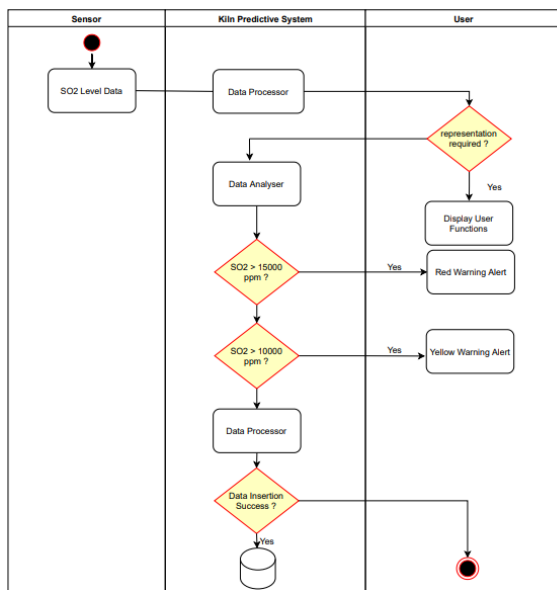 Sensor
Kiln Predictive System
User
SO2 Level Data
Data Processor
representation
required ?
Yes
Data Analyser
Display User
Functions
SO2 > 15000
ppm ?
Yes
Red Warning Alert
SO2 > 10000
ppm ?
Yes
Yellow Warning Alert
Data Processor
Data Insertion
Success ?
Yes